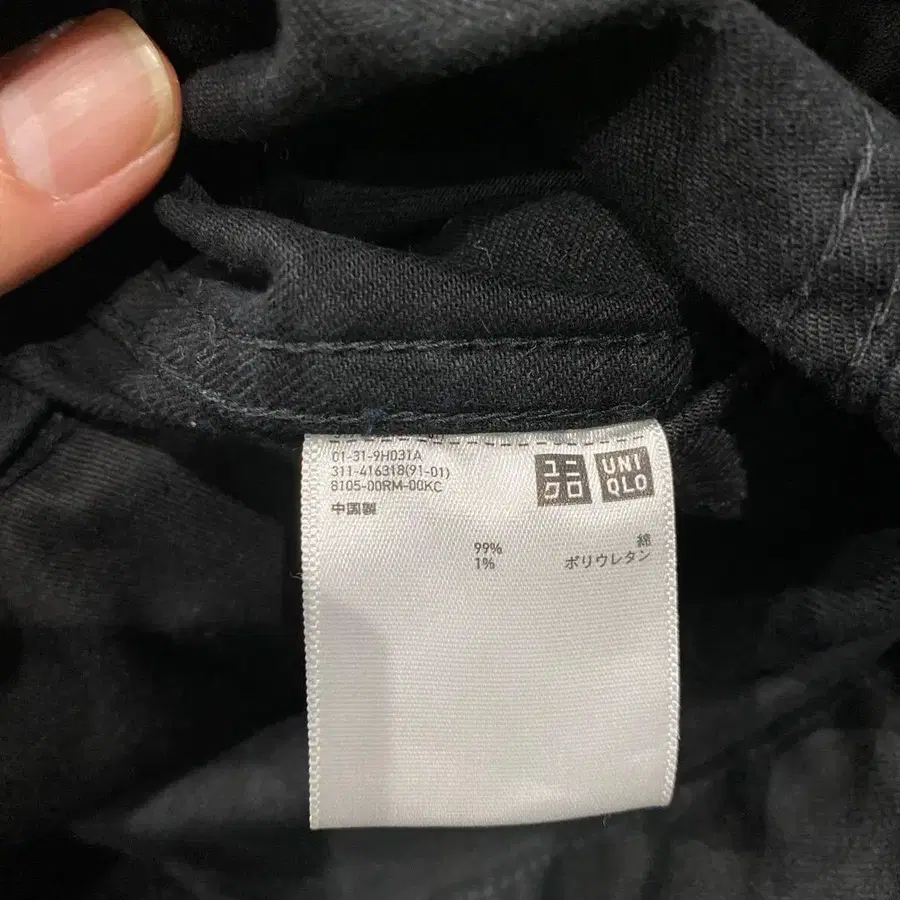 01-31-9H031A
311-416318(91-01)
8105-00RM-00KC
中国製
ユニクロ
UNIQLO
99% 綿
1% ポリウレタン